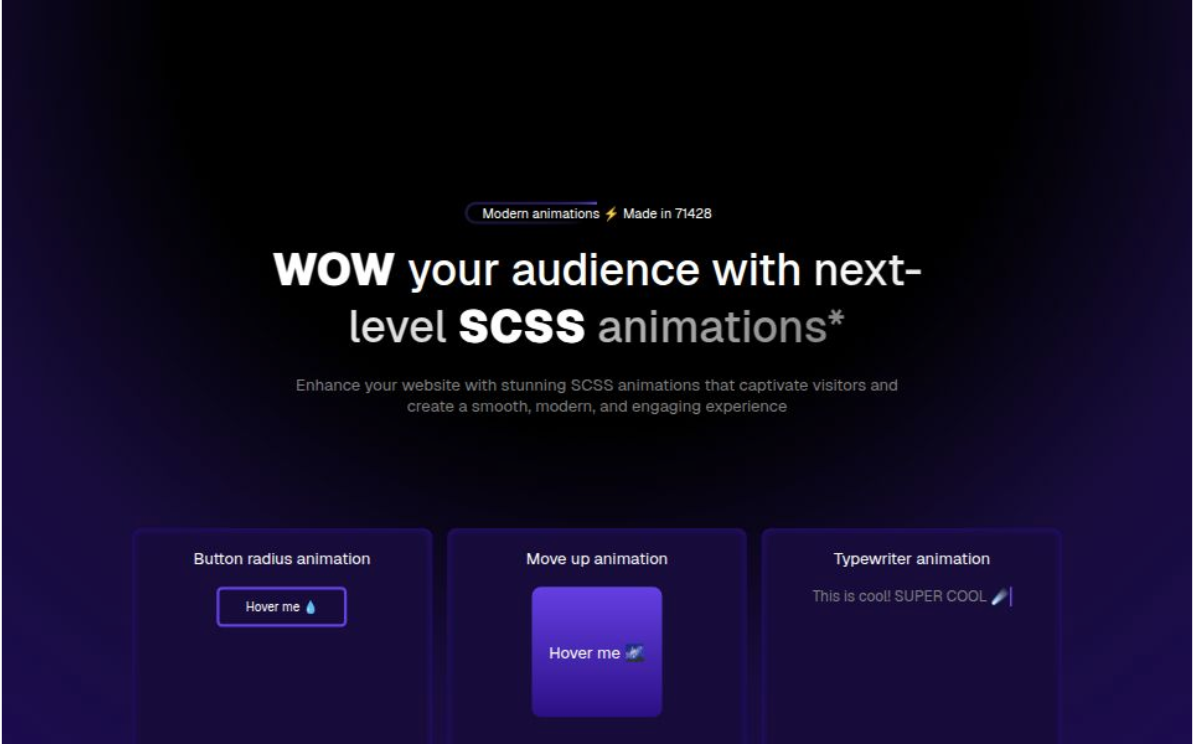 Modern animations ⚡ Made in 71428
WOW your audience with next-
level SCSS animations*
Enhance your website with stunning SCSS animations that captivate visitors and
create a smooth, modern, and engaging experience
Button radius animation
Hover me 💧
Move up animation
Hover me 🌌
Typewriter animation
This is cool! SUPER COOL ☄️